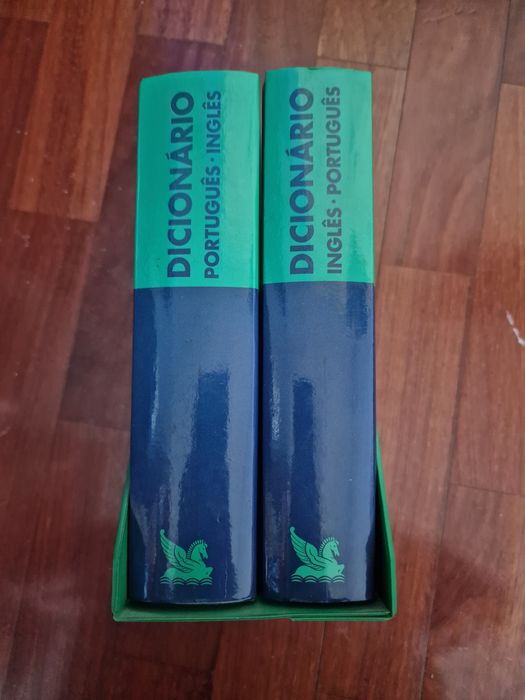 DICIONÁRIO
PORTUGUÊS · INGLÊS
DICIONÁRIO
INGLÊS · PORTUGUÊS